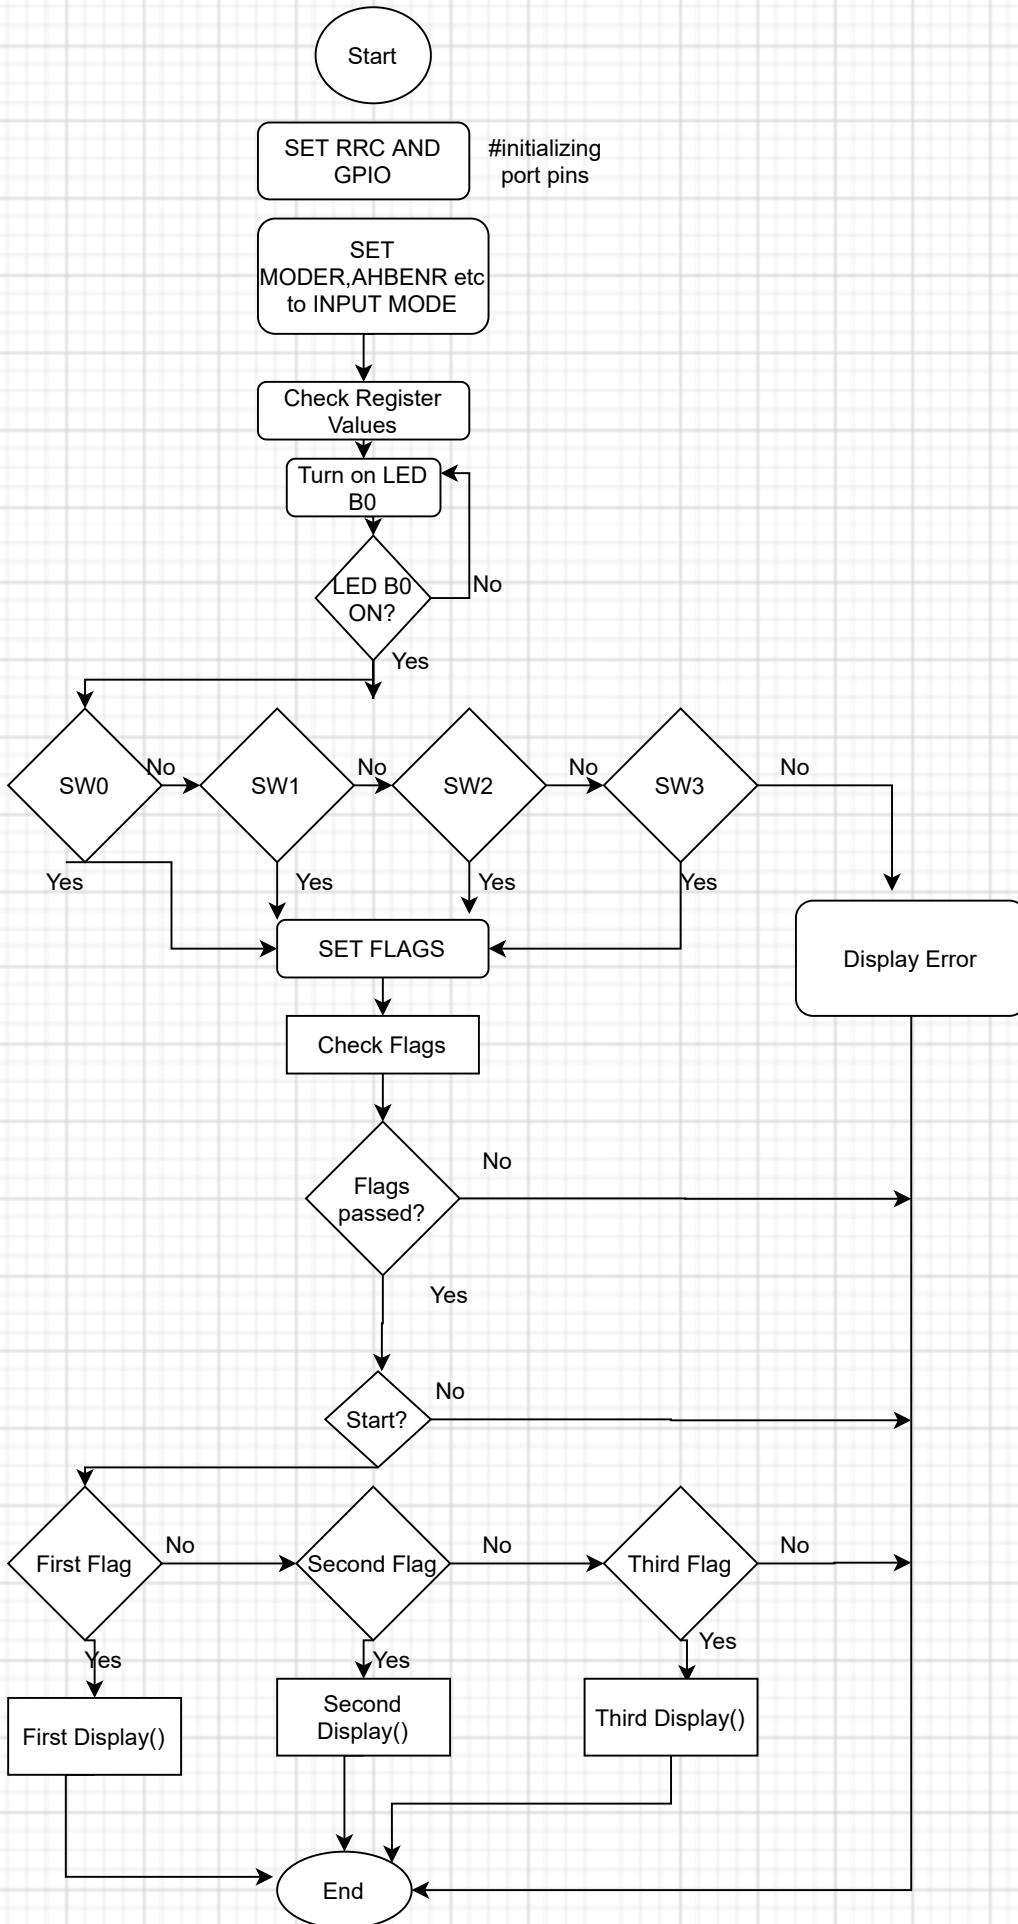 Start
SET RRC AND
GPIO
#initializing
port pins
SET
MODER,AHBENR etc
to INPUT MODE
Check Register
Values
Turn on LED
B0
LED B0
ON?
No
Yes
SW0
No
SW1
No
SW2
No
SW3
No
Yes
Yes
Yes
Yes
SET FLAGS
Display Error
Check Flags
Flags
passed?
No
Yes
Start?
No
First Flag
No
Second Flag
No
Third Flag
No
Yes
Yes
Yes
First Display()
Second
Display()
Third Display()
End